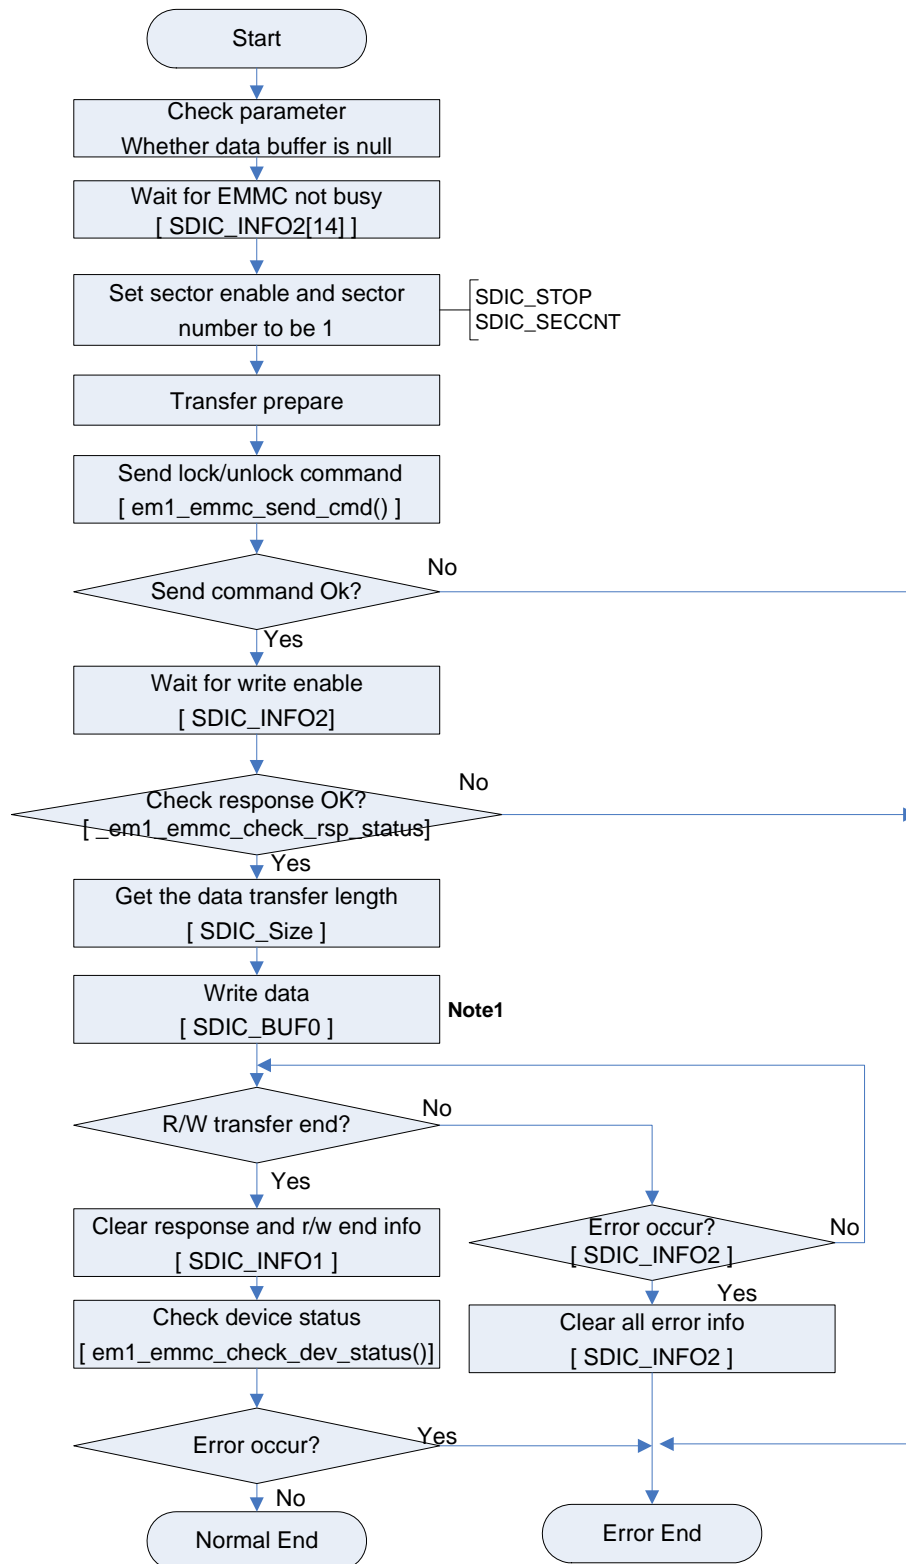 Start
Check parameter
Whether data buffer is null
Wait for EMMC not busy
[ SDIC_INFO2[14] ]
Set sector enable and sector
number to be 1
SDIC_STOP
SDIC_SECCNT
Transfer prepare
Send lock/unlock command
[ em1_emmc_send_cmd() ]
Send command Ok?
No
Yes
Wait for write enable
[ SDIC_INFO2]
Check response OK?
[ _em1_emmc_check_rsp_status]
No
Yes
Get the data transfer length
[ SDIC_Size ]
Write data
[ SDIC_BUF0 ]
Note1
R/W transfer end?
No
Yes
Clear response and r/w end info
[ SDIC_INFO1 ]
Error occur?
[ SDIC_INFO2 ]
No
Yes
Check device status
[ em1_emmc_check_dev_status()]
Clear all error info
[ SDIC_INFO2 ]
Error occur?
Yes
No
Normal End
Error End